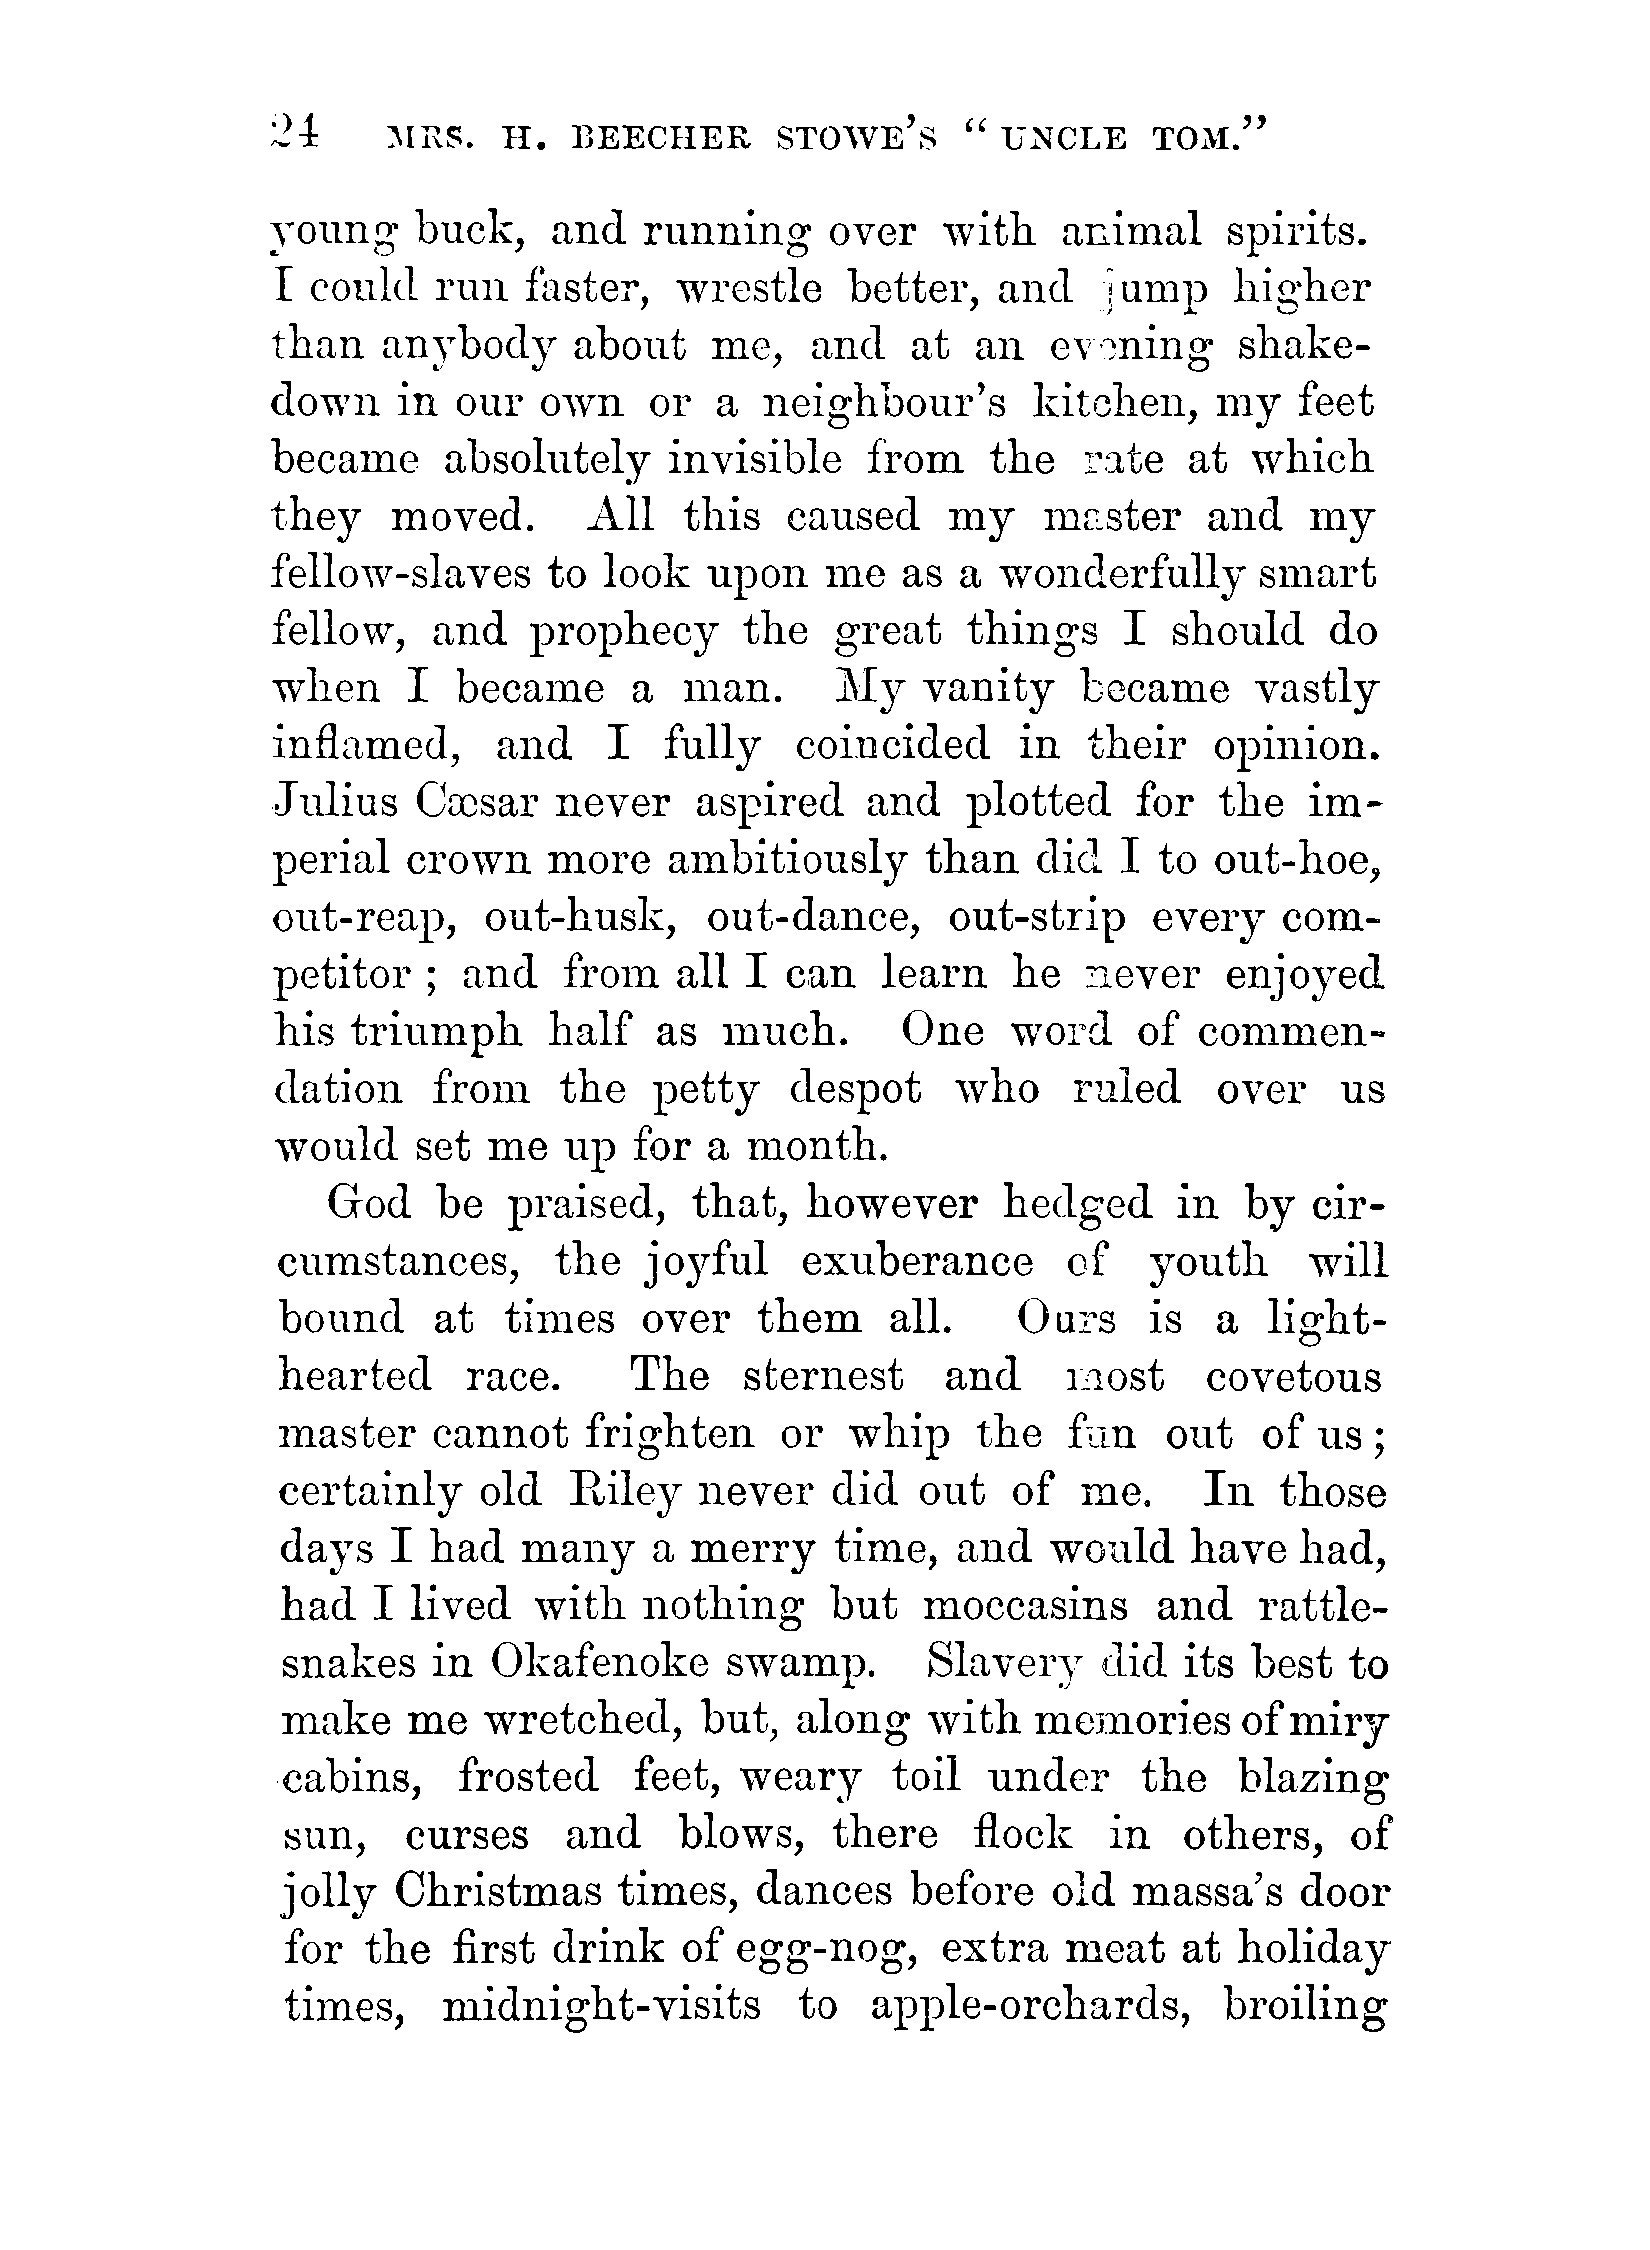 24 MRS. H. BEECHER STOWE'S “ UNCLE TOM.”
young buck, and running over with animal spirits.
I could run faster, wrestle better, and jump higher
than anybody about me, and at an evening shake-
down in our own or a neighbour's kitchen, my feet
became absolutely invisible from the rate at which
they moved. All this caused my master and my
fellow-slaves to look upon me as a wonderfully smart
fellow, and prophecy the great things I should do
when I became a man. My vanity became vastly
inflamed, and I fully coincided in their opinion.
Julius Cæsar never aspired and plotted for the im-
perial crown more ambitiously than did I to out-hoe,
out-reap, out-husk, out-dance, out-strip every com-
petitor ; and from all I can learn he never enjoyed
his triumph half as much. One word of commen-
dation from the petty despot who ruled over us
would set me up for a month.
God be praised, that, however hedged in by cir-
cumstances, the joyful exuberance of youth will
bound at times over them all. Ours is a light-
hearted race. The sternest and most covetous
master cannot frighten or whip the fun out of us ;
certainly old Riley never did out of me. In those
days I had many a merry time, and would have had,
had I lived with nothing but moccasins and rattle-
snakes in Okafenoke swamp. Slavery did its best to
make me wretched, but, along with memories of miry
cabins, frosted feet, weary toil under the blazing
sun, curses and blows, there flock in others, of
jolly Christmas times, dances before old massa's door
for the first drink of egg-nog, extra meat at holiday
times, midnight-visits to apple-orchards, broiling